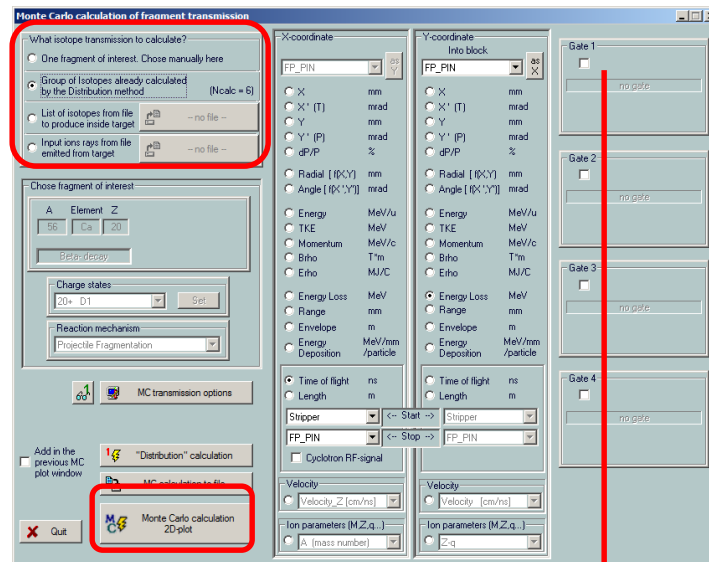 Monte Carlo calculation of fragment transmission
What isotope transmission to calculate?
One fragment of interest. Chose manually here
Group of Isotopes already calculated
by the Distribution method (Ncalc = 6)
List of isotopes from file
to produce inside target
-- no file --
Input ions rays from file
emitted from target
-- no file --
Chose fragment of interest
A Element Z
56 Ca 20
Beta- decay
Charge states
20+ D1
Set
Reaction mechanism
Projectile Fragmentation
MC transmission options
Add in the
previous MC
plot window
"Distribution" calculation
MC calculation to file
Monte Carlo calculation
2D-plot
Quit
X-coordinate
FP_PIN
as
Y
X mm
X' (T) mrad
Y mm
Y' (P) mrad
dP/P %
Radial [ f(X,Y) mm
Angle [ f(X',Y')] mrad
Energy MeV/u
TKE MeV
Momentum MeV/c
Brho T*m
Erho MJ/C
Energy Loss MeV
Range mm
Envelope m
Energy MeV/mm
Deposition /particle
Time of flight ns
Length m
Stripper
<-- Start -->
FP_PIN
<-- Stop -->
Cyclotron RF-signal
Velocity
Velocity_Z [cm/ns]
Ion parameters (M,Z,q...)
A (mass number)
Y-coordinate
Into block
FP_PIN
as
X
X mm
X' (T) mrad
Y mm
Y' (P) mrad
dP/P %
Radial [ f(X,Y) mm
Angle [ f(X',Y')] mrad
Energy MeV/u
TKE MeV
Momentum MeV/c
Brho T*m
Erho MJ/C
Energy Loss MeV
Range mm
Envelope m
Energy MeV/mm
Deposition /particle
Time of flight ns
Length m
Stripper
FP_PIN
Velocity
Velocity [cm/ns]
Ion parameters (M,Z,q...)
Z-q
Gate 1
no gate
Gate 2
no gate
Gate 3
no gate
Gate 4
no gate